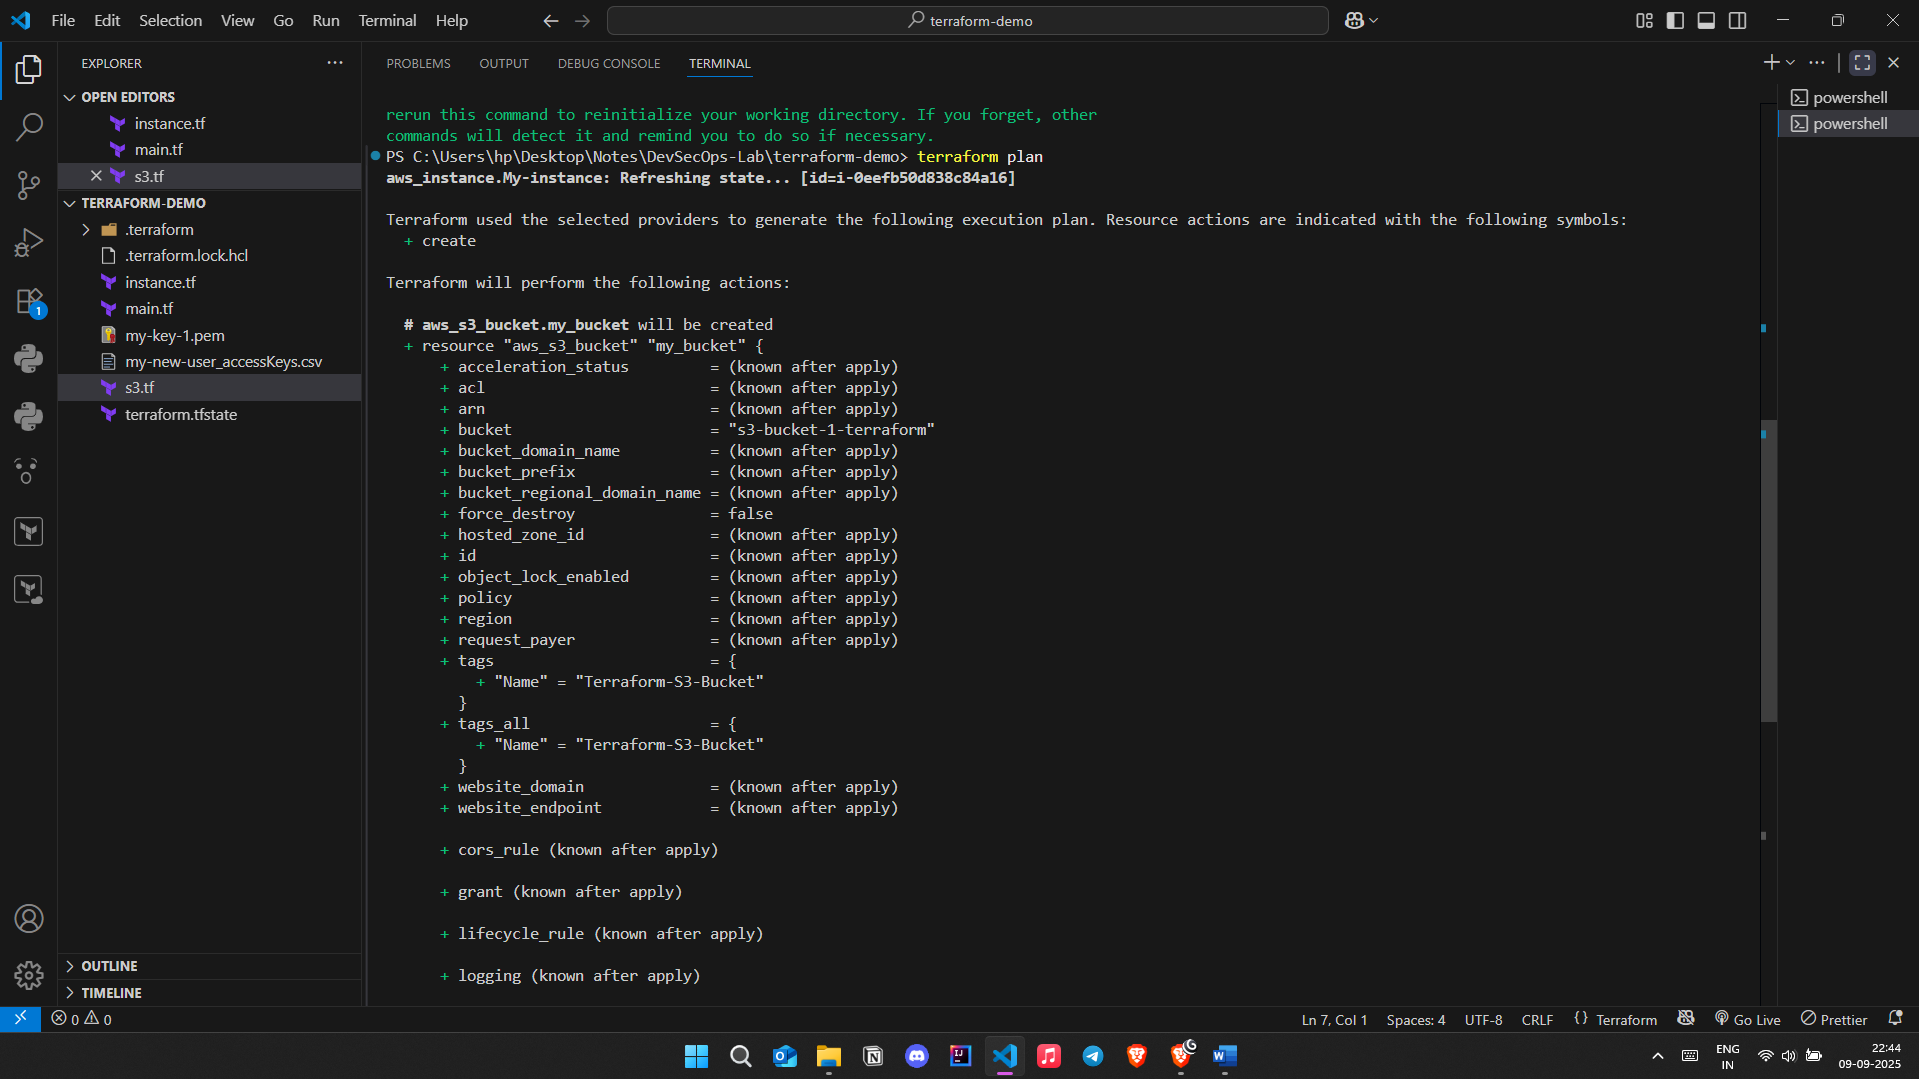 File Edit Selection View Go Run Terminal Help
terraform-demo
EXPLORER
OPEN EDITORS
instance.tf
main.tf
s3.tf
TERRAFORM-DEMO
.terraform
.terraform.lock.hcl
instance.tf
main.tf
my-key-1.pem
my-new-user_accessKeys.csv
s3.tf
terraform.tfstate
OUTLINE
TIMELINE
PROBLEMS OUTPUT DEBUG CONSOLE TERMINAL
powershell
powershell
rerun this command to reinitialize your working directory. If you forget, other
commands will detect it and remind you to do so if necessary.
PS C:\Users\hp\Desktop\Notes\DevSecOps-Lab\terraform-demo> terraform plan
aws_instance.My-instance: Refreshing state... [id=i-0eefb50d838c84a16]
Terraform used the selected providers to generate the following execution plan. Resource actions are indicated with the following symbols:
+ create
Terraform will perform the following actions:
# aws_s3_bucket.my_bucket will be created
+ resource "aws_s3_bucket" "my_bucket" {
+ acceleration_status = (known after apply)
+ acl = (known after apply)
+ arn = (known after apply)
+ bucket = "s3-bucket-1-terraform"
+ bucket_domain_name = (known after apply)
+ bucket_prefix = (known after apply)
+ bucket_regional_domain_name = (known after apply)
+ force_destroy = false
+ hosted_zone_id = (known after apply)
+ id = (known after apply)
+ object_lock_enabled = (known after apply)
+ policy = (known after apply)
+ region = (known after apply)
+ request_payer = (known after apply)
+ tags = {
+ "Name" = "Terraform-S3-Bucket"
}
+ tags_all = {
+ "Name" = "Terraform-S3-Bucket"
}
+ website_domain = (known after apply)
+ website_endpoint = (known after apply)
+ cors_rule (known after apply)
+ grant (known after apply)
+ lifecycle_rule (known after apply)
+ logging (known after apply)
0 0
Ln 7, Col 1 Spaces: 4 UTF-8 CRLF {} Terraform Go Live Prettier
ENG
IN
22:44
09-09-2025
1